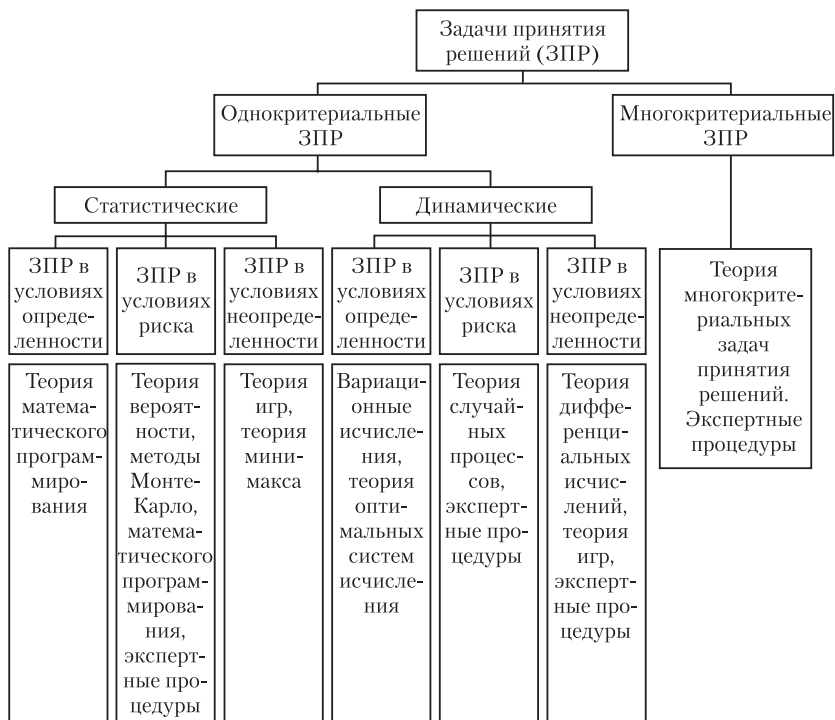 Задачи принятия
решений (ЗПР)
Однокритериальные
ЗПР
Многокритериальные
ЗПР
Статистические
Динамические
ЗПР в
условиях
опреде-
ленности
ЗПР в
условиях
риска
ЗПР в
условиях
неопреде-
ленности
ЗПР в
условиях
опреде-
ленности
ЗПР в
условиях
риска
ЗПР в
условиях
неопреде-
ленности
Теория
многокрите-
риальных
задач
принятия
решений.
Экспертные
процедуры
Теория
матема-
тического
програм-
миро-
вания
Теория
вероят-
ности,
методы
Монте-
Карло,
матема-
тического
програм-
мирова-
ния,
эксперт-
ные про-
цедуры
Теория
игр,
теория
мини-
макса
Вариаци-
онные
исчисле-
ния,
теория
опти-
мальных
систем
исчисле-
ния
Теория
случай-
ных
процес-
сов,
эксперт-
ные про-
цедуры
Теория
диффе-
ренци-
альных
исчис-
лений,
теория
игр,
эксперт-
ные про-
цедуры